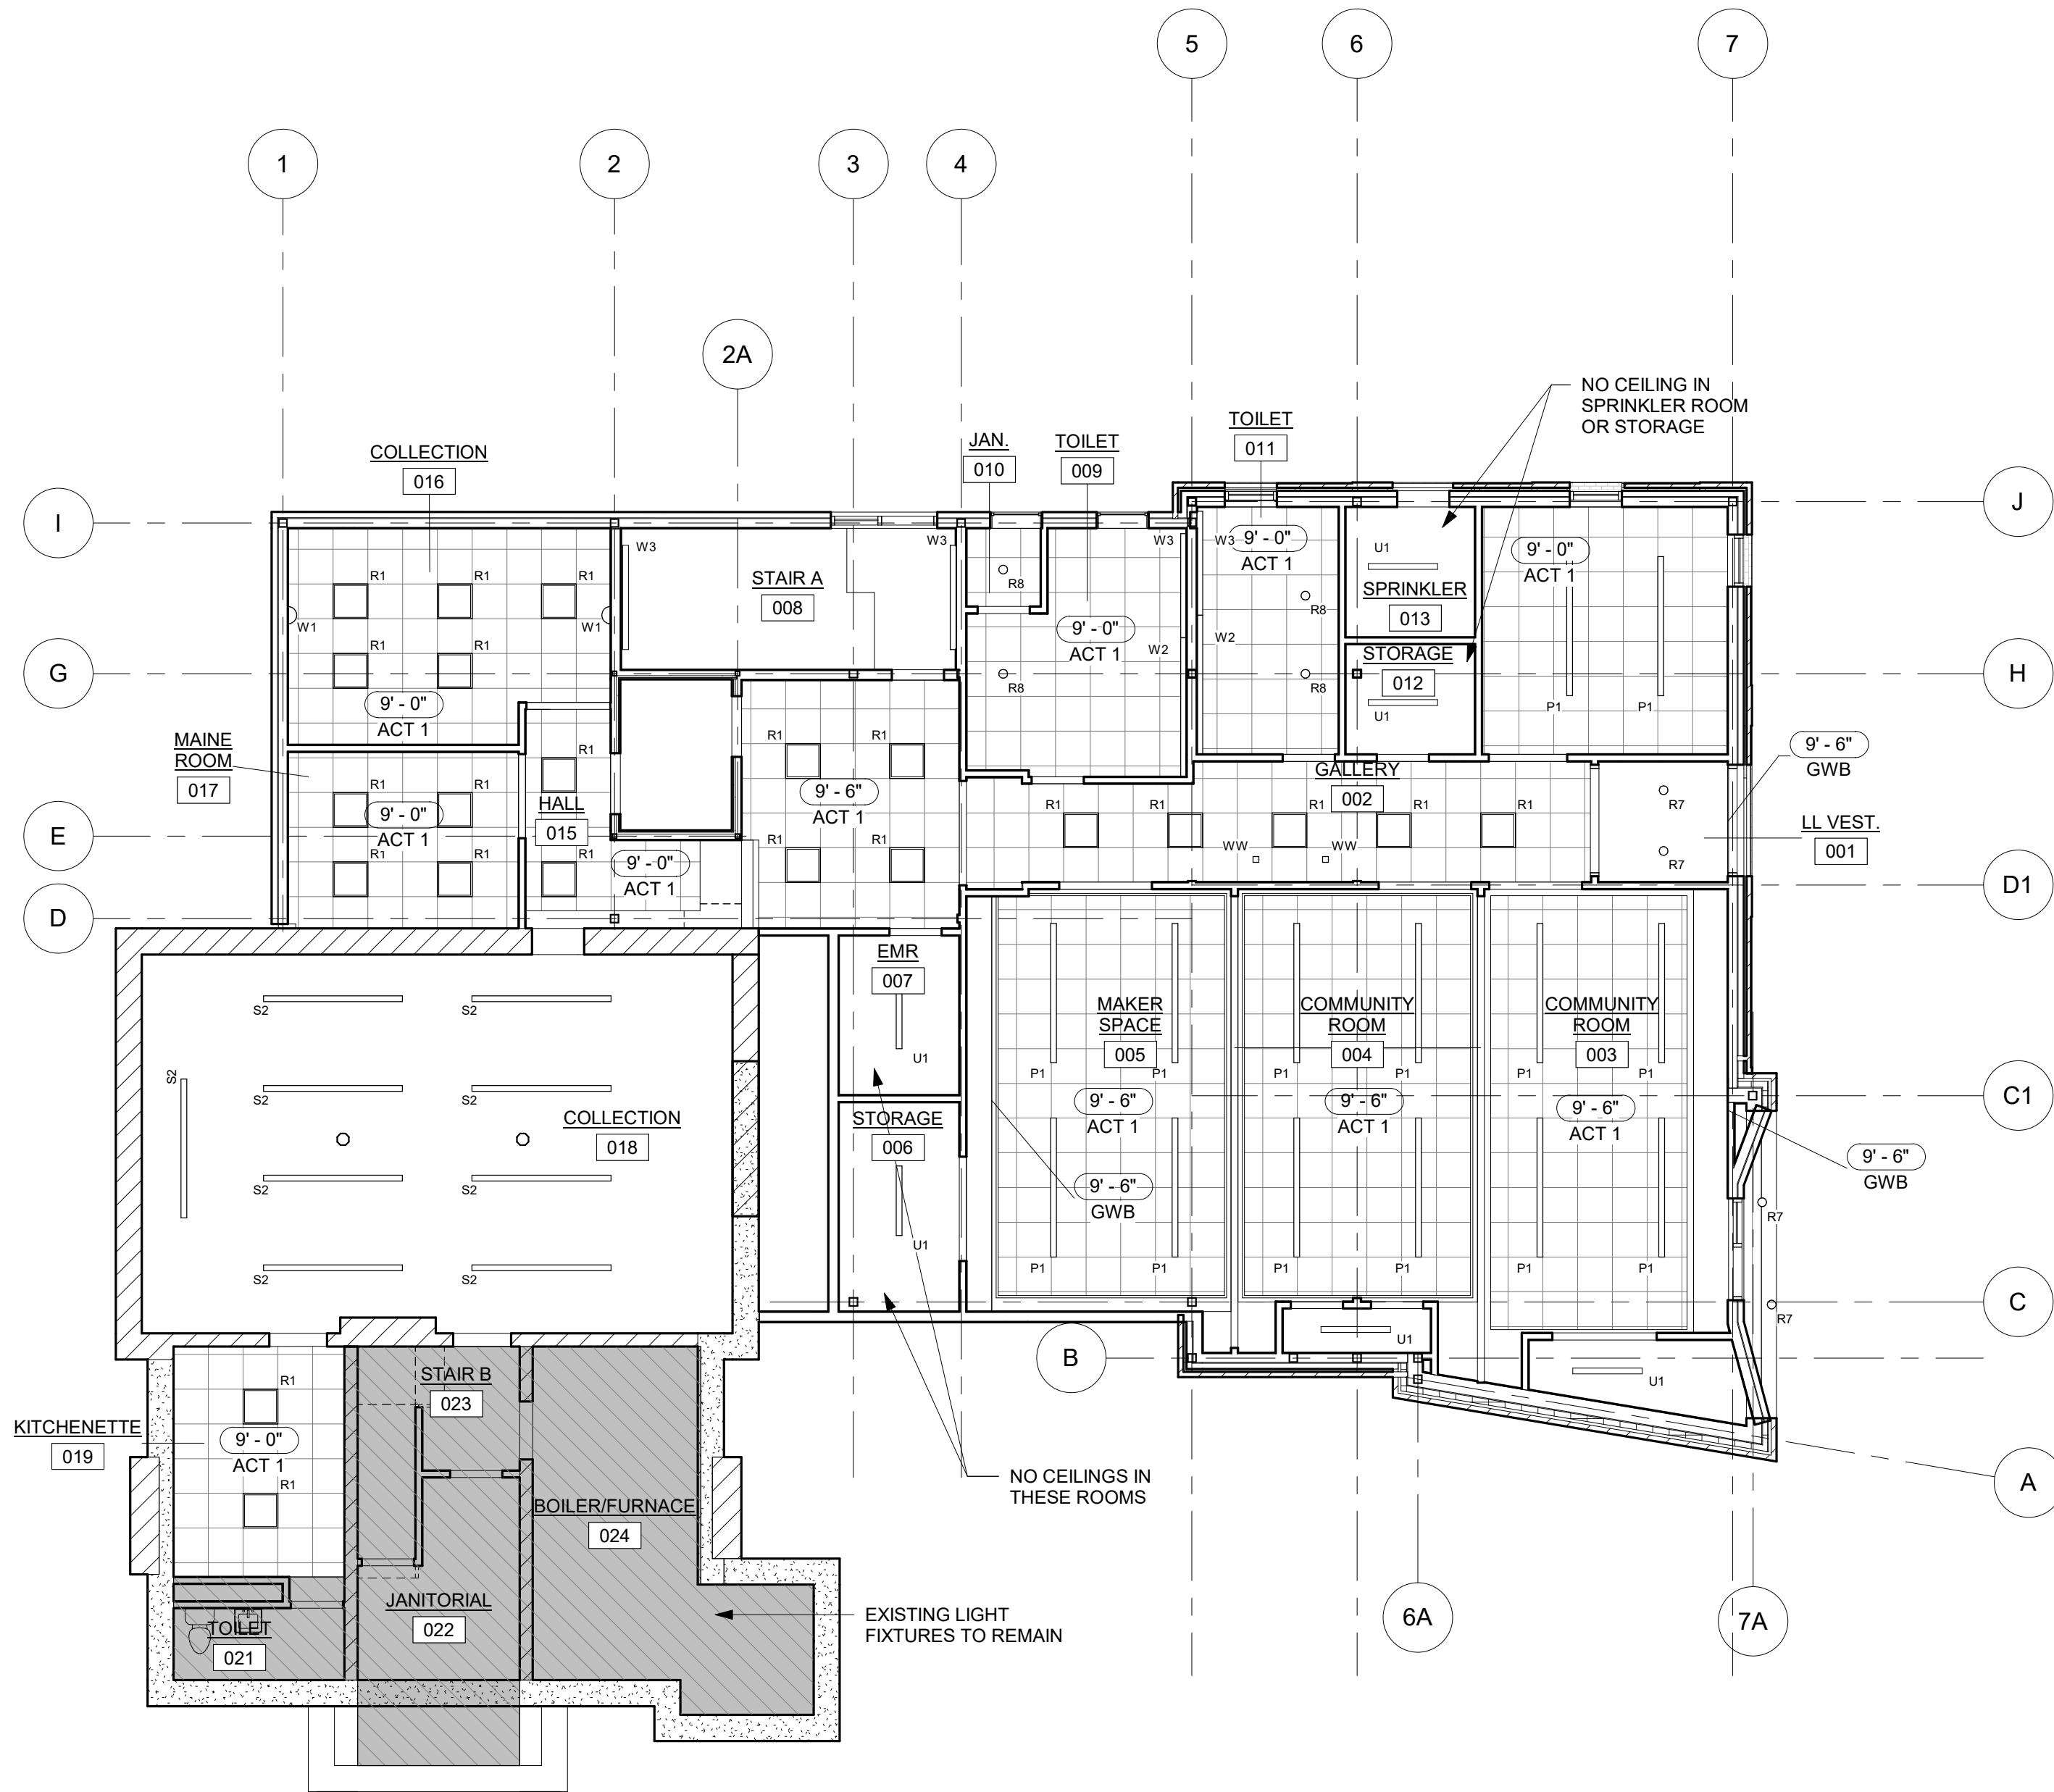 5
6
7
1
2
3
4
2A
NO CEILING IN
SPRINKLER ROOM
OR STORAGE
COLLECTION
016
JAN.
010
TOILET
009
TOILET
011
I
J
W3
W3
W3
W3
9' - 0"
ACT 1
U1
9' - 0"
ACT 1
R1
R1
R1
STAIR A
008
R8
SPRINKLER
013
R8
W1
W1
9' - 0"
ACT 1
W2
W2
R1
R1
STORAGE
012
G
H
R8
R8
U1
P1
P1
9' - 0"
ACT 1
MAINE
ROOM
017
R1
R1
R1
9' - 6"
GWB
GALLERY
002
R1
R1
9' - 0"
ACT 1
HALL
015
9' - 6"
ACT 1
R1
R1
R1
R1
R1
R7
LL VEST.
001
E
R1
R1
R1
R1
R1
9' - 0"
ACT 1
WW
WW
R7
D
D1
EMR
007
U1
MAKER
SPACE
005
COMMUNITY
ROOM
004
COMMUNITY
ROOM
003
S2
S2
P1
P1
P1
P1
P1
P1
S2
S2
S2
COLLECTION
018
STORAGE
006
9' - 6"
ACT 1
9' - 6"
ACT 1
9' - 6"
ACT 1
C1
9' - 6"
GWB
9' - 6"
GWB
S2
S2
U1
R7
P1
P1
P1
P1
P1
P1
S2
S2
C
R7
B
U1
U1
STAIR B
023
R1
KITCHENETTE
019
9' - 0"
ACT 1
R1
NO CEILINGS IN
THESE ROOMS
A
BOILER/FURNACE
024
JANITORIAL
022
TOILET
021
EXISTING LIGHT
FIXTURES TO REMAIN
6A
7A